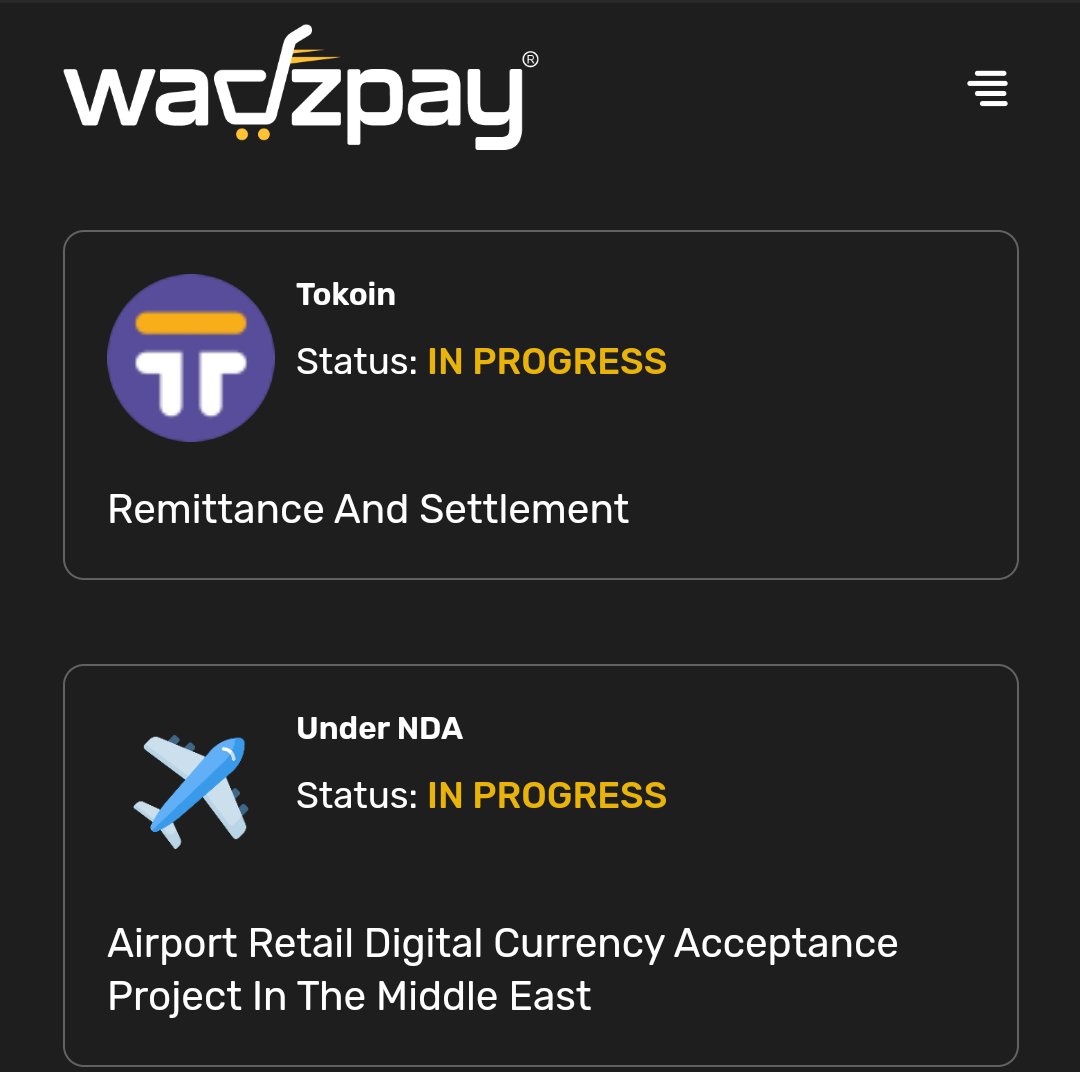 wadzpay®
Tokoin
Status: IN PROGRESS
Remittance And Settlement
Under NDA
Status: IN PROGRESS
Airport Retail Digital Currency Acceptance
Project In The Middle East